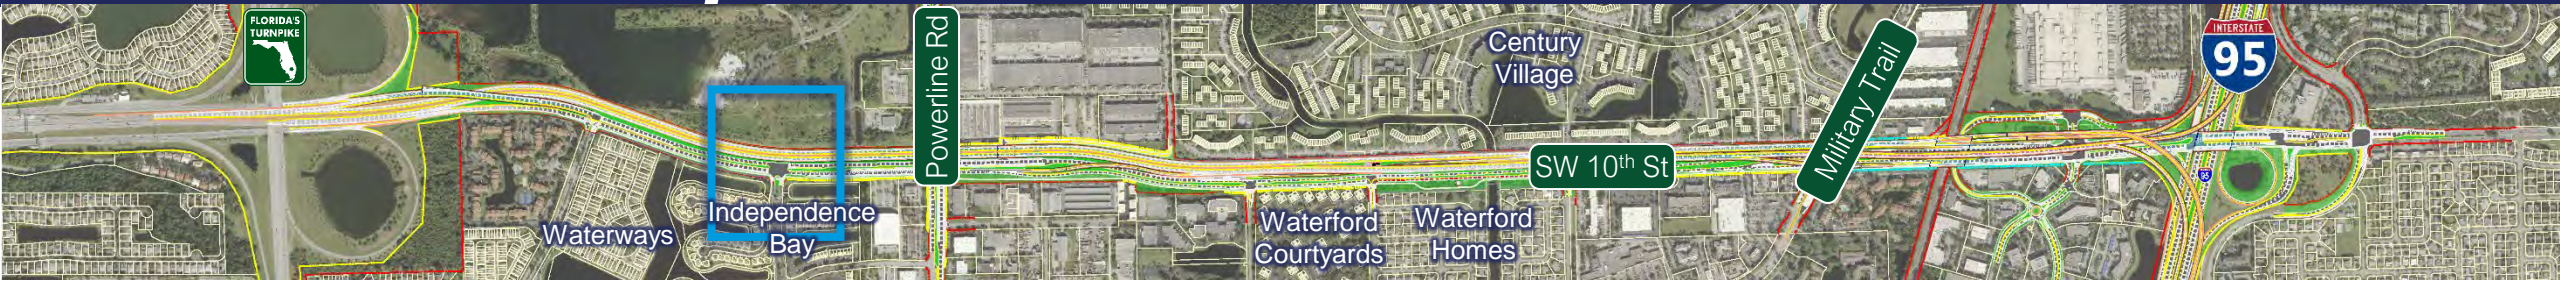 FLORIDA'S
TURNPIKE
Waterways
Independence
Bay
Powerline Rd
Waterford
Courtyards
Waterford
Homes
Century
Village
SW 10th St
Military Trail
INTERSTATE
95
95